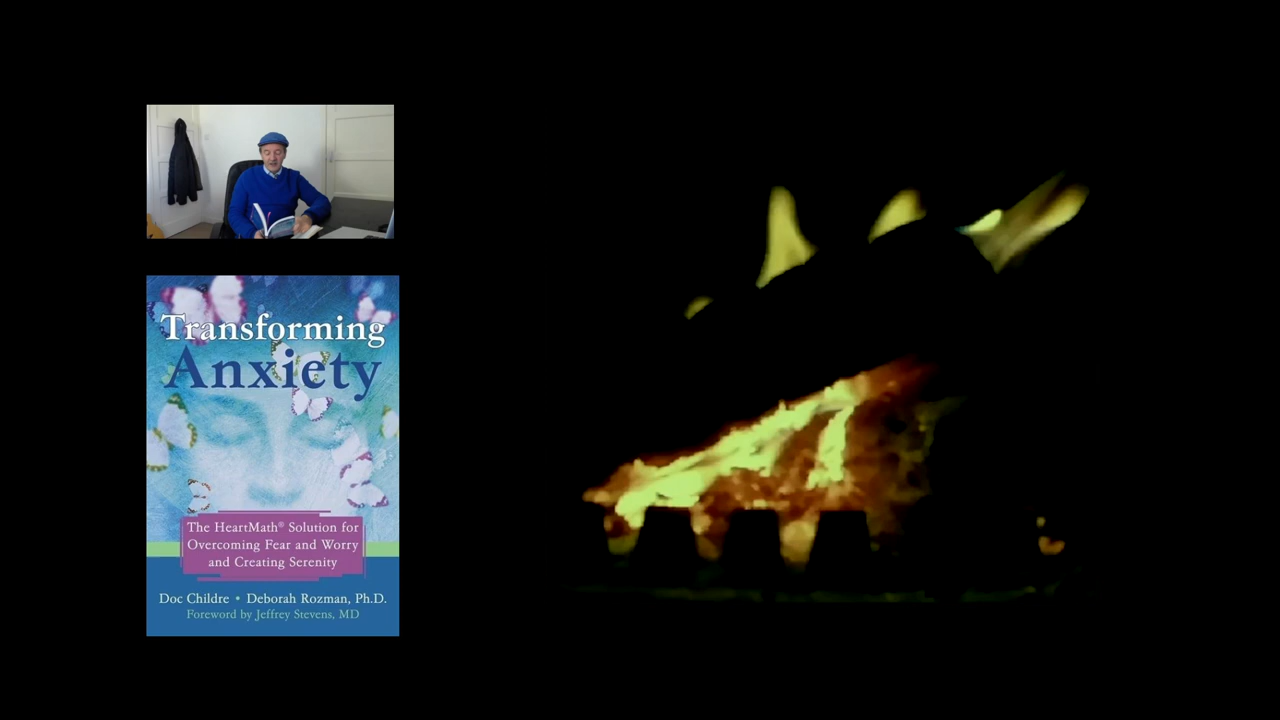 Transforming
Anxiety
The HeartMath® Solution for
Overcoming Fear and Worry
and Creating Serenity
Doc Childre • Deborah Rozman, Ph.D.
Foreword by Jeffrey Stevens, MD